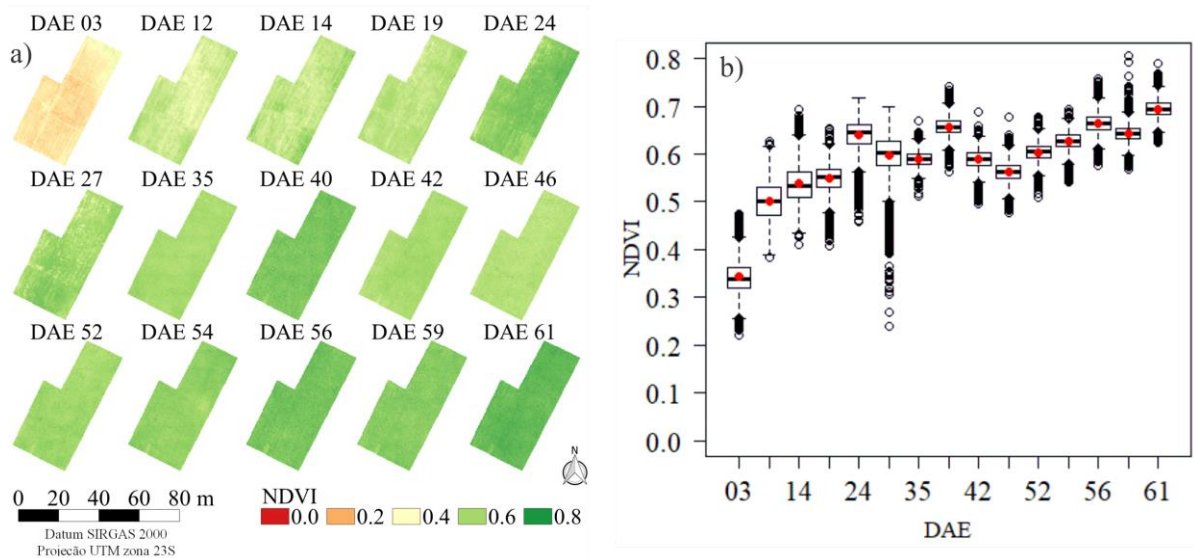 a)
DAE 03 DAE 12 DAE 14 DAE 19 DAE 24
DAE 27 DAE 35 DAE 40 DAE 42 DAE 46
DAE 52 DAE 54 DAE 56 DAE 59 DAE 61
N
0 20 40 60 80 m
Datum SIRGAS 2000
Projecão UTM zona 23S
NDVI
0.0 0.2 0.4 0.6 0.8
b)
NDVI
0.8
0.7
0.6
0.5
0.4
0.3
0.2
0.1
0.0
03 14 24 35 42 52 56 61
DAE